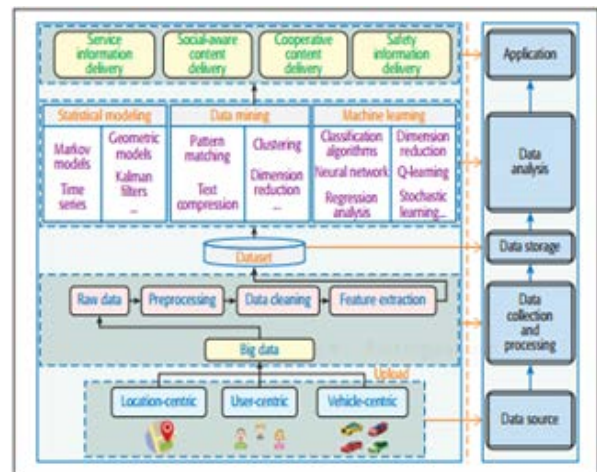 Service
information
delivery
Social-aware
content
delivery
Cooperative
content
delivery
Safety
information
delivery
Application
Statistical modeling
Markov
models
Time
series
Geometric
models
Kalman
filters
...
Data mining
Pattern
matching
Text
compression
Clustering
Dimension
reduction
...
Machine learning
Classification
algorithms
Neural network
Regression
analysis
Dimension
reduction
Q-learning
Stochastic
learning...
Data
analysis
Dataset
Data storage
Raw data
Preprocessing
Data cleaning
Feature extraction
Big data
Data
collection
and
processing
Upload
Location-centric
User-centric
Vehicle-centric
Data source